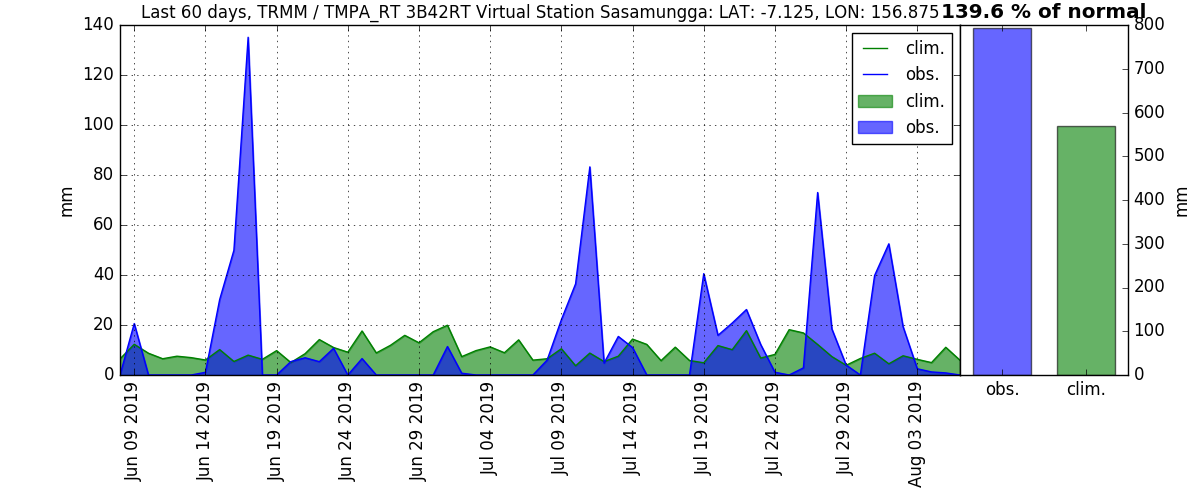 Last 60 days, TRMM / TMPA_RT 3B42RT Virtual Station Sasamungga: LAT: -7.125, LON: 156.875
139.6 % of normal
mm
140
120
100
80
60
40
20
0
clim.
obs.
clim.
obs.
Jun 09 2019
Jun 14 2019
Jun 19 2019
Jun 24 2019
Jun 29 2019
Jul 04 2019
Jul 09 2019
Jul 14 2019
Jul 19 2019
Jul 24 2019
Jul 29 2019
Aug 03 2019
800
700
600
500
400
300
200
100
0
mm
obs.
clim.